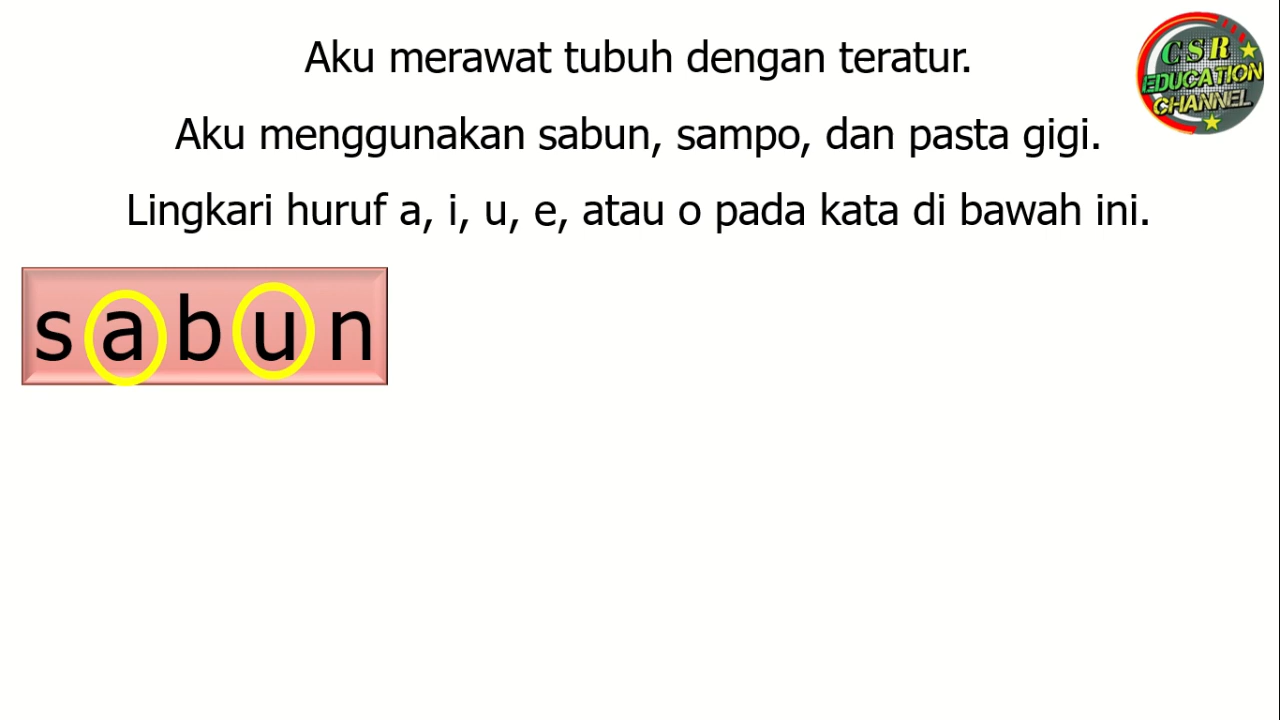 Aku merawat tubuh dengan teratur.
Aku menggunakan sabun, sampo, dan pasta gigi.
Lingkari huruf a, i, u, e, atau o pada kata di bawah ini.
sabun
CSR
EDUCATION
CHANNEL